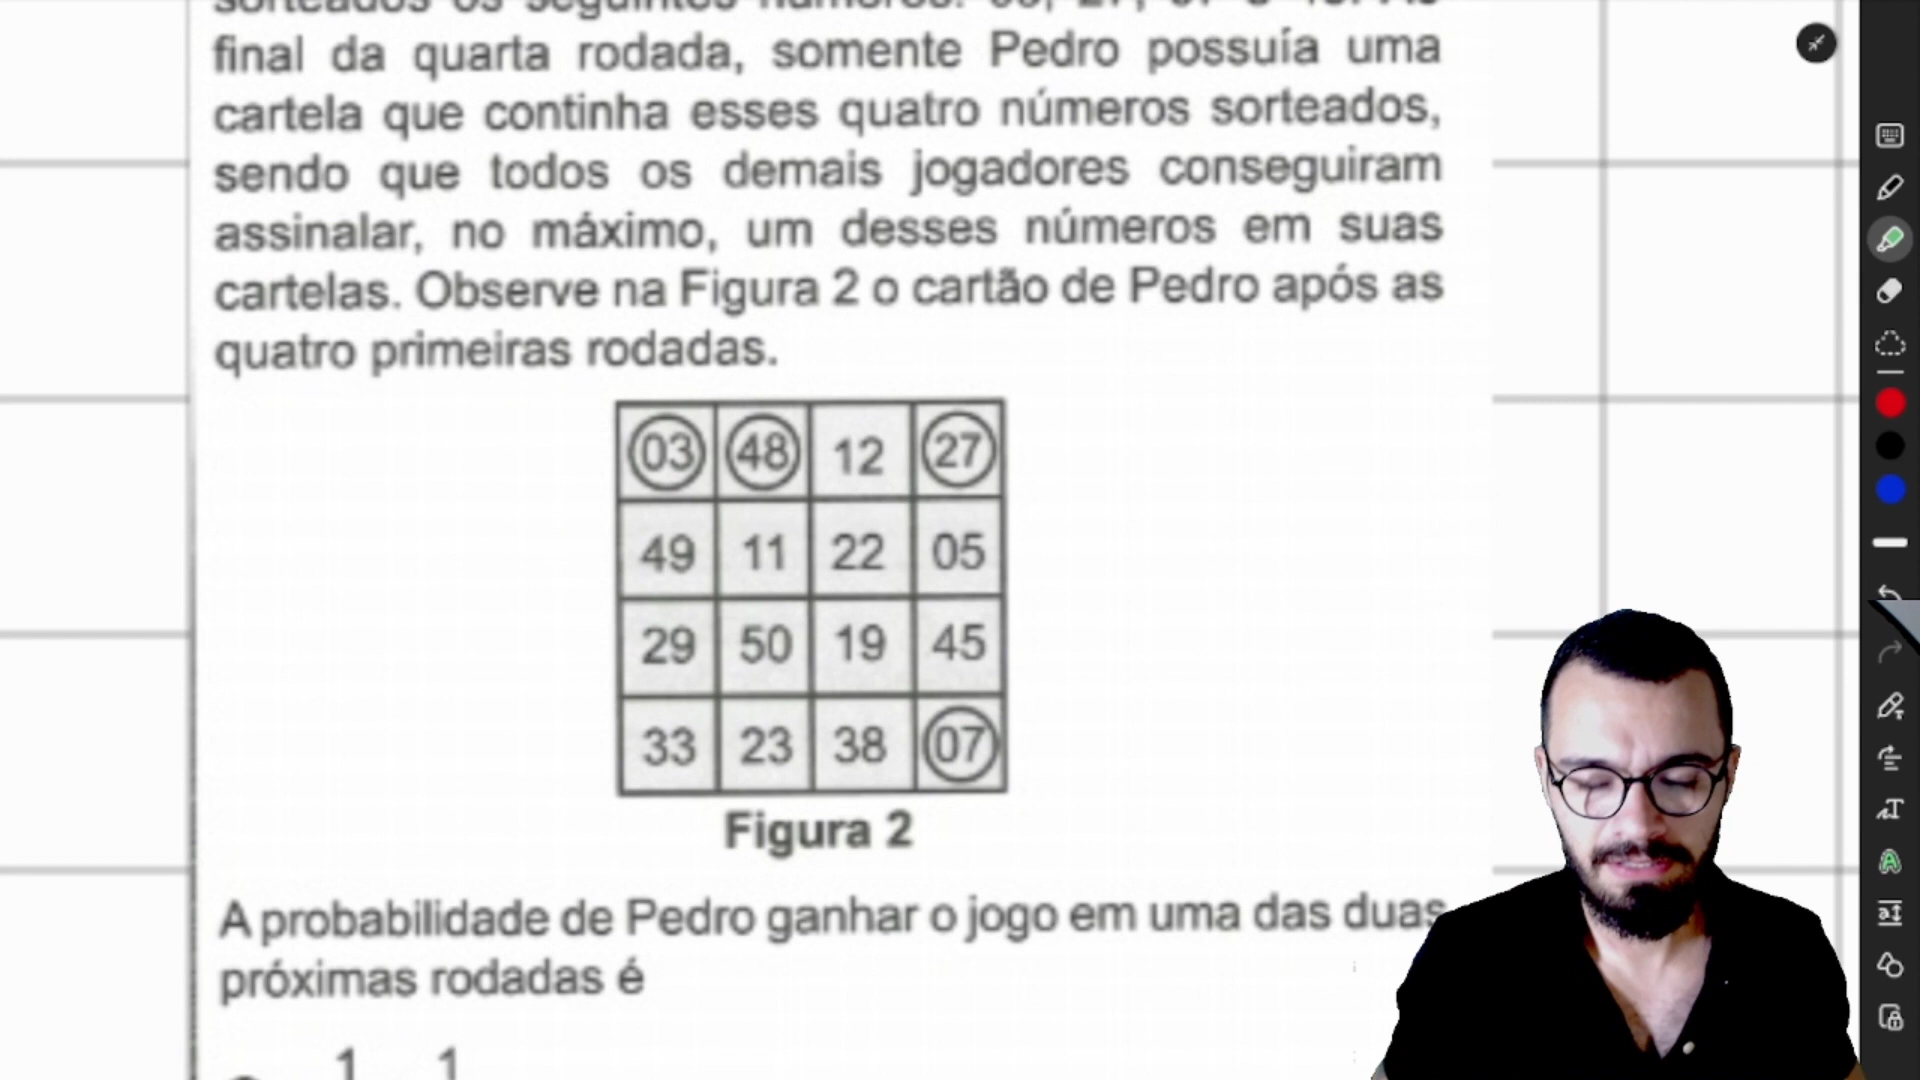 final da quarta rodada, somente Pedro possuía uma
cartela que continha esses quatro números sorteados,
sendo que todos os demais jogadores conseguiram
assinalar, no máximo, um desses números em suas
cartelas. Observe na Figura 2 o cartão de Pedro após as
quatro primeiras rodadas.
03 48 12 27
49 11 22 05
29 50 19 45
33 23 38 07
Figura 2
A probabilidade de Pedro ganhar o jogo em uma das duas
próximas rodadas é
1 1